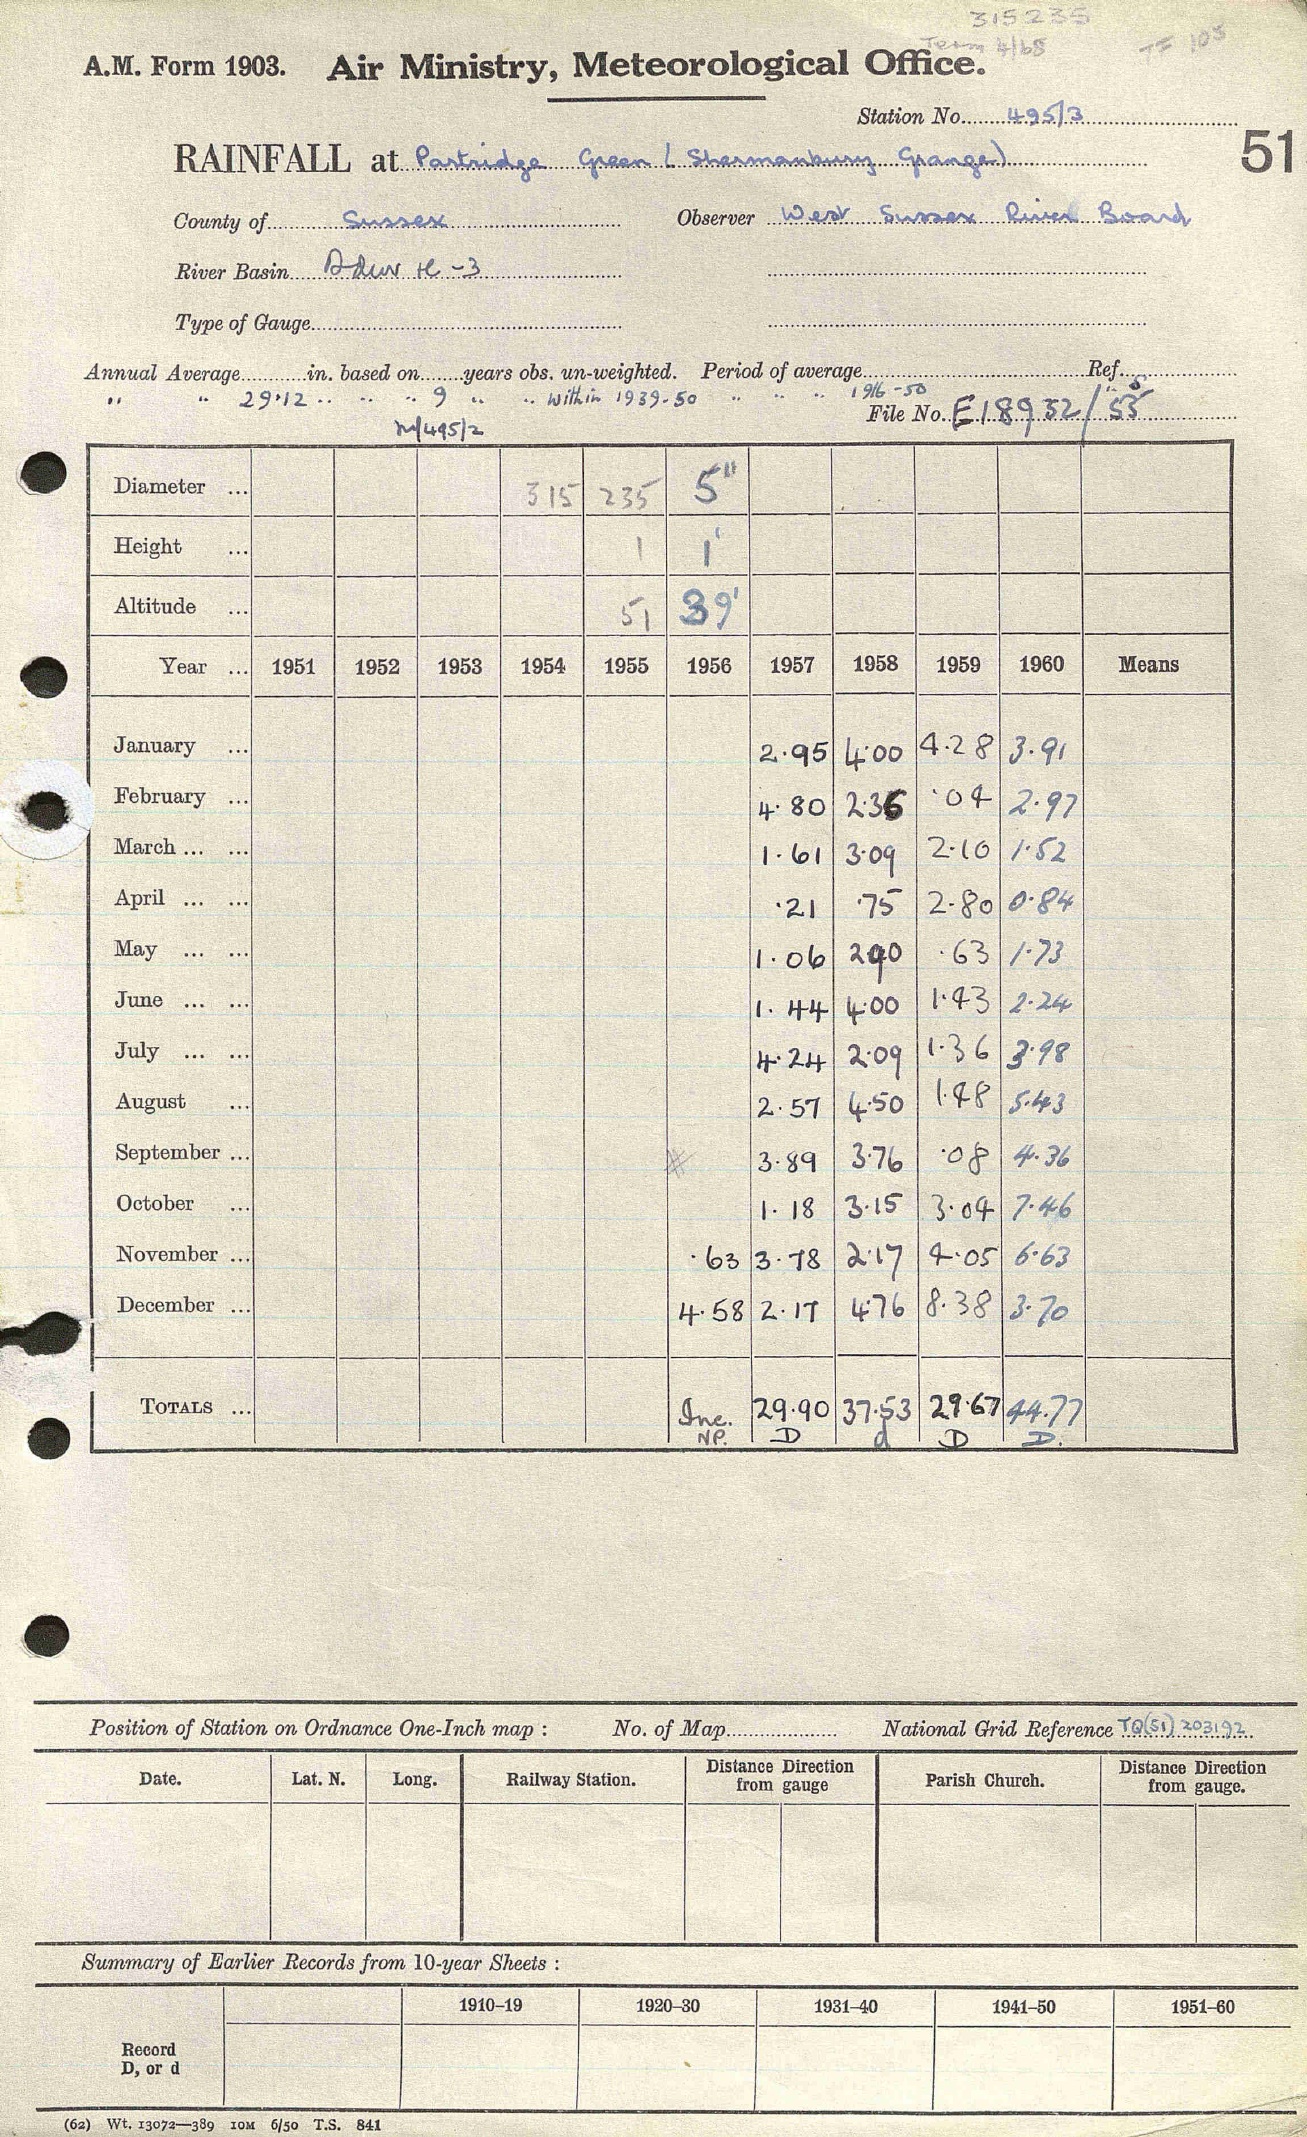 315235
Term 4/68 TF 105
A.M. Form 1903. Air Ministry, Meteorological Office.
Station No. 495/3
51
RAINFALL at Partridge Green (Shermanbury Grange)
County of Sussex Observer West Sussex River Board
River Basin Adur H-3
Type of Gauge
Annual Average in. based on years obs. un-weighted. Period of average Ref.
" " 29.12 " " " 9 " " " within 1939-50 " " " 1916-50
File No. E18932/55
M/495/2
Diameter ... 315 235 5"
Height ... 1 1'
Altitude ... 51 39'
Year ... 1951 1952 1953 1954 1955 1956 1957 1958 1959 1960 Means
January ... 2.95 4.00 4.28 3.91
February ... 4.80 2.36 .04 2.97
March ... ... 1.61 3.09 2.10 1.52
April ... ... .21 .75 2.80 0.84
May ... ... 1.06 2.90 .63 1.73
June ... ... 1.44 4.00 1.43 2.24
July ... ... 4.24 2.09 1.36 3.98
August ... 2.57 4.50 1.48 5.43
September ... 3.89 3.76 .08 4.36
October ... 1.18 3.15 3.04 7.46
November ... .63 3.78 2.17 4.05 6.63
December ... 4.58 2.17 4.76 8.38 3.70
TOTALS ... Inc. 29.90 37.53 29.67 44.77
NP. D d D D.
Position of Station on Ordnance One-Inch map : No. of Map National Grid Reference TQ(51) 203192
Date. Lat. N. Long. Railway Station. Distance from gauge Direction Parish Church. Distance from gauge. Direction
Summary of Earlier Records from 10-year Sheets :
1910–19 1920–30 1931–40 1941–50 1951–60
Record
D, or d
(62) Wt. 13072—389 10M 6/50 T.S. 841